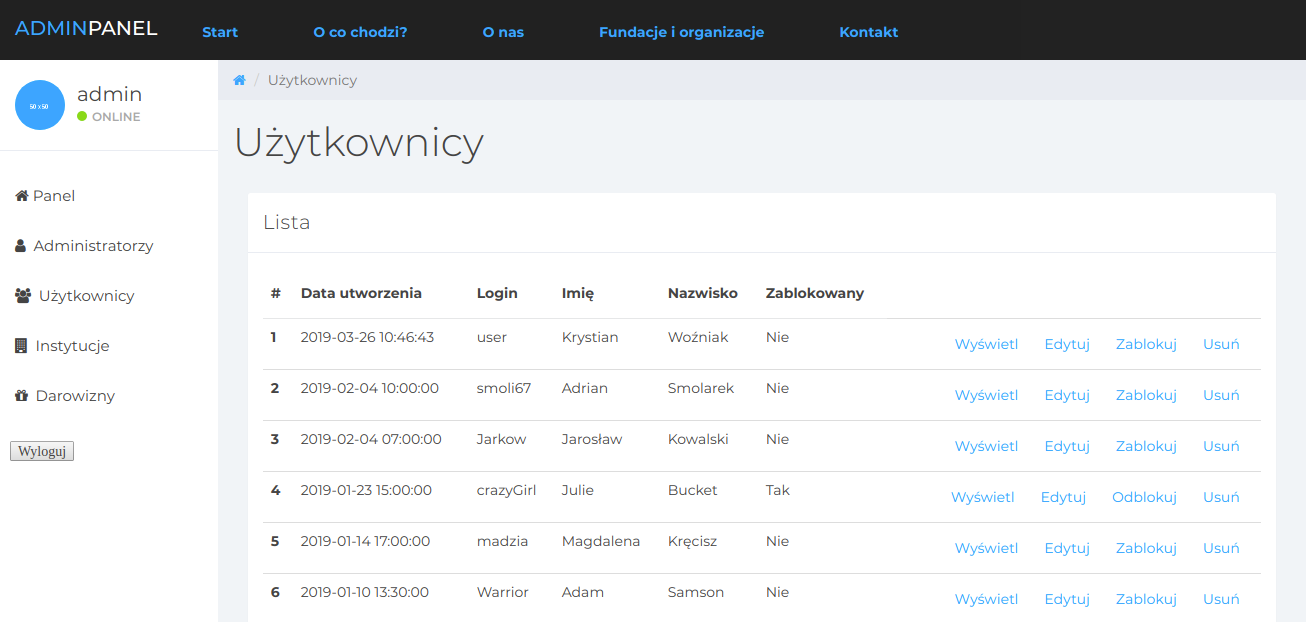 ADMINPANEL Start O co chodzi? O nas Fundacje i organizacje Kontakt
50 x 50 admin
ONLINE
/ Użytkownicy
Użytkownicy
Panel
Administratorzy
Użytkownicy
Instytucje
Darowizny
Wyloguj
Lista
# Data utworzenia Login Imię Nazwisko Zablokowany
1 2019-03-26 10:46:43 user Krystian Woźniak Nie Wyświetl Edytuj Zablokuj Usuń
2 2019-02-04 10:00:00 smoli67 Adrian Smolarek Nie Wyświetl Edytuj Zablokuj Usuń
3 2019-02-04 07:00:00 Jarkow Jarosław Kowalski Nie Wyświetl Edytuj Zablokuj Usuń
4 2019-01-23 15:00:00 crazyGirl Julie Bucket Tak Wyświetl Edytuj Odblokuj Usuń
5 2019-01-14 17:00:00 madzia Magdalena Kręcisz Nie Wyświetl Edytuj Zablokuj Usuń
6 2019-01-10 13:30:00 Warrior Adam Samson Nie Wyświetl Edytuj Zablokuj Usuń